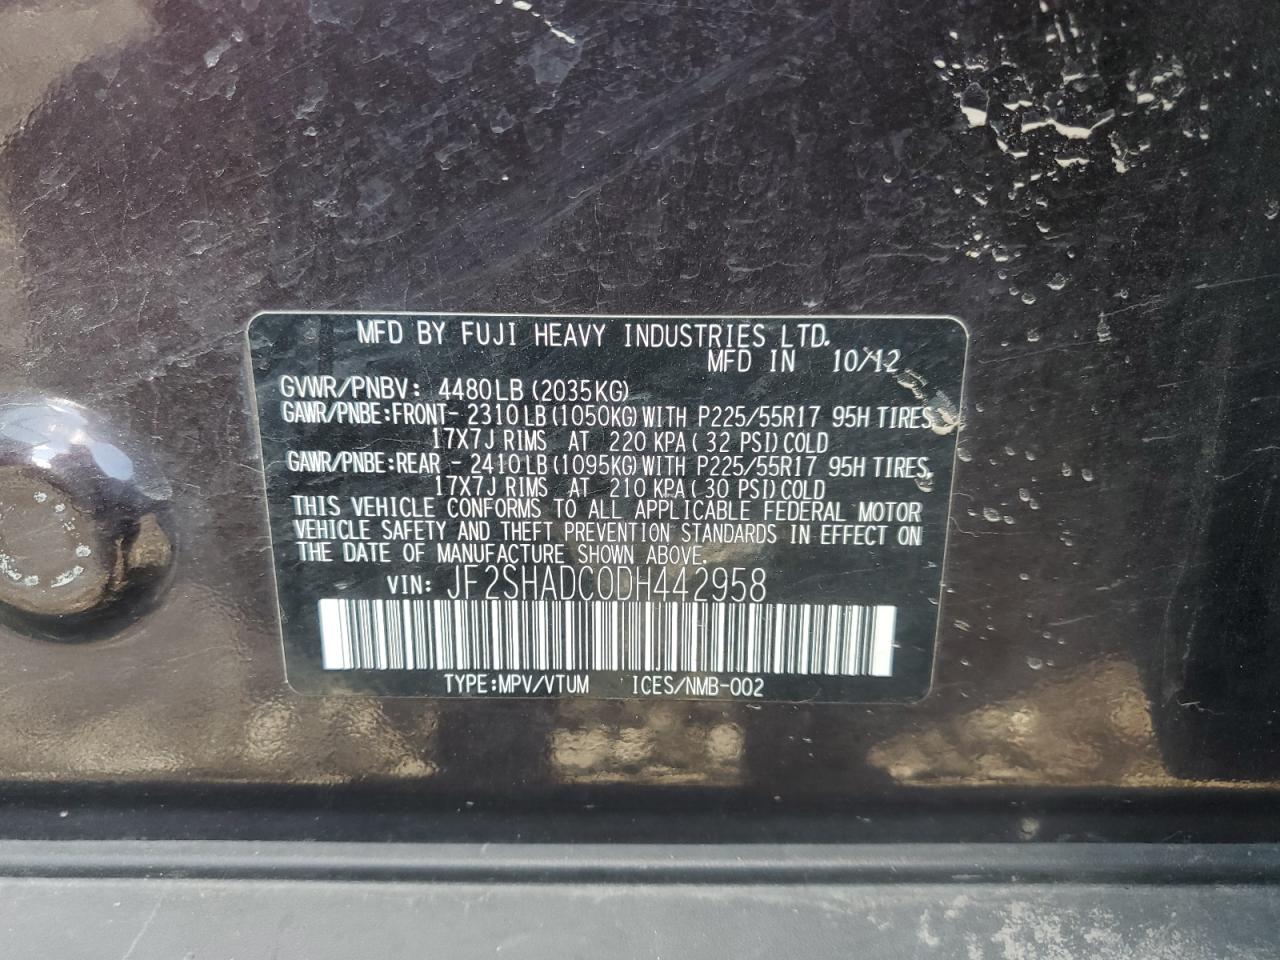 MFD BY FUJI HEAVY INDUSTRIES LTD.
MFD IN 10/12
GVWR/PNBV: 4480LB(2035KG)
GAWR/PNBE:FRONT- 2310LB(1050KG)WITH P225/55R17 95H TIRES,
17X7J RIMS AT 220 KPA( 32 PSI)COLD
GAWR/PNBE:REAR - 2410LB(1095KG)WITH P225/55R17 95H TIRES,
17X7J RIMS AT 210 KPA( 30 PSI)COLD
THIS VEHICLE CONFORMS TO ALL APPLICABLE FEDERAL MOTOR
VEHICLE SAFETY AND THEFT PREVENTION STANDARDS IN EFFECT ON
THE DATE OF MANUFACTURE SHOWN ABOVE.
VIN: JF2SHADC0DH442958
TYPE:MPV/VTUM ICES/NMB-002